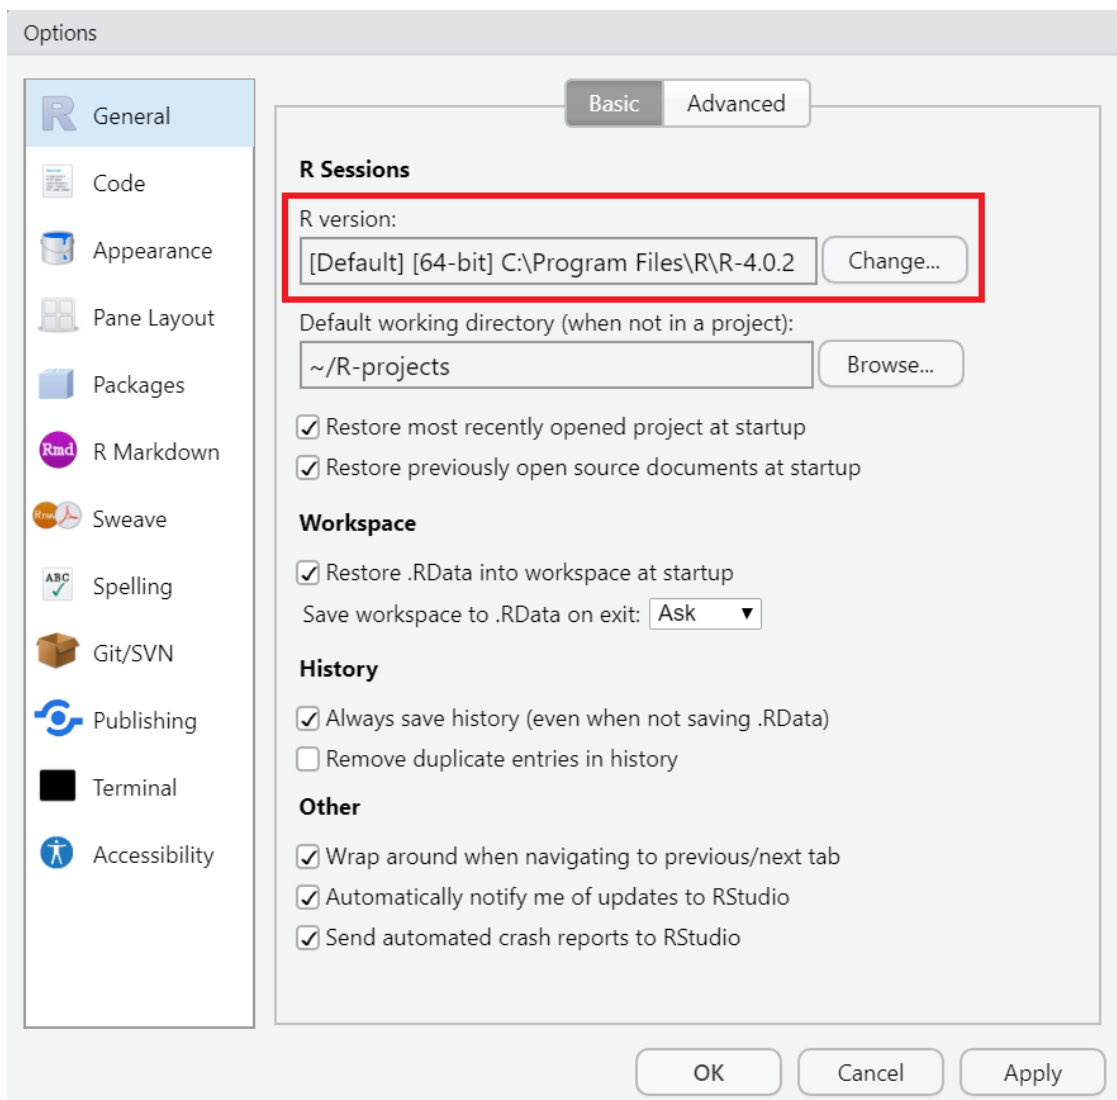 Options
General
Code
Appearance
Pane Layout
Packages
Rmd
R Markdown
Rnw
Sweave
ABC
Spelling
Git/SVN
Publishing
Terminal
Accessibility
Basic
Advanced
R Sessions
R version:
[Default] [64-bit] C:\Program Files\R\R-4.0.2
Change...
Default working directory (when not in a project):
~/R-projects
Browse...
Restore most recently opened project at startup
Restore previously open source documents at startup
Workspace
Restore .RData into workspace at startup
Save workspace to .RData on exit: Ask
History
Always save history (even when not saving .RData)
Remove duplicate entries in history
Other
Wrap around when navigating to previous/next tab
Automatically notify me of updates to RStudio
Send automated crash reports to RStudio
OK
Cancel
Apply